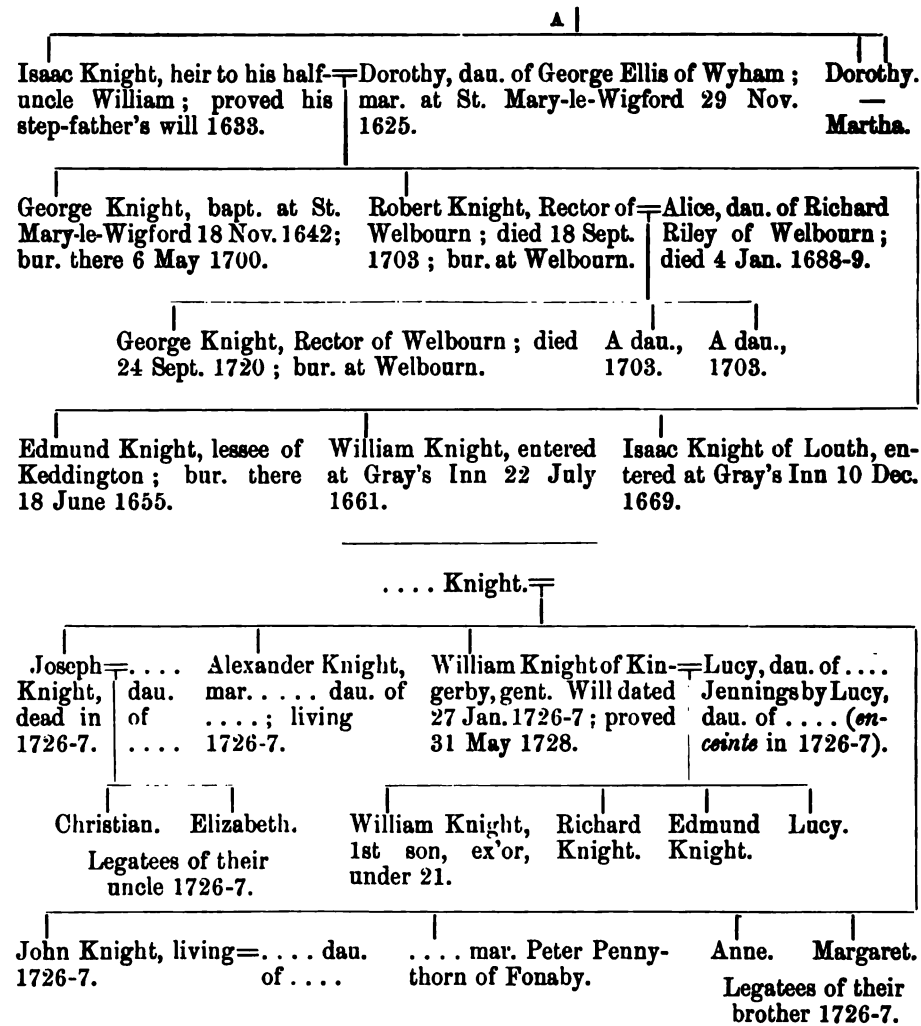 A
Isaac Knight, heir to his half-
uncle William ; proved his
step-father's will 1633.
Dorothy, dau. of George Ellis of Wyham ;
mar. at St. Mary-le-Wigford 29 Nov.
1625.
Dorothy.
—
Martha.
George Knight, bapt. at St.
Mary-le-Wigford 18 Nov. 1642;
bur. there 6 May 1700.
Robert Knight, Rector of
Welbourn ; died 18 Sept.
1703 ; bur. at Welbourn.
Alice, dau. of Richard
Riley of Welbourn ;
died 4 Jan. 1688-9.
George Knight, Rector of Welbourn ; died
24 Sept. 1720 ; bur. at Welbourn.
A dau.,
1703.
A dau.,
1703.
Edmund Knight, lessee of
Keddington ; bur. there
18 June 1655.
William Knight, entered
at Gray's Inn 22 July
1661.
Isaac Knight of Louth, en-
tered at Gray's Inn 10 Dec.
1669.
.... Knight.
Joseph
Knight,
dead in
1726-7.
....
dau.
of
....
Alexander Knight,
mar..... dau. of
....; living
1726-7.
William Knight of Kin-
gerby, gent. Will dated
27 Jan. 1726-7 ; proved
31 May 1728.
Lucy, dau. of....
Jennings by Lucy,
dau. of .... (en-
ceinte in 1726-7).
Christian.
Elizabeth.
Legatees of their
uncle 1726-7.
William Knight,
1st son, ex'or,
under 21.
Richard
Knight.
Edmund
Knight.
Lucy.
John Knight, living
1726-7.
.... dau.
of ....
.... mar. Peter Penny-
thorn of Fonaby.
Anne.
Margaret.
Legatees of their
brother 1726-7.